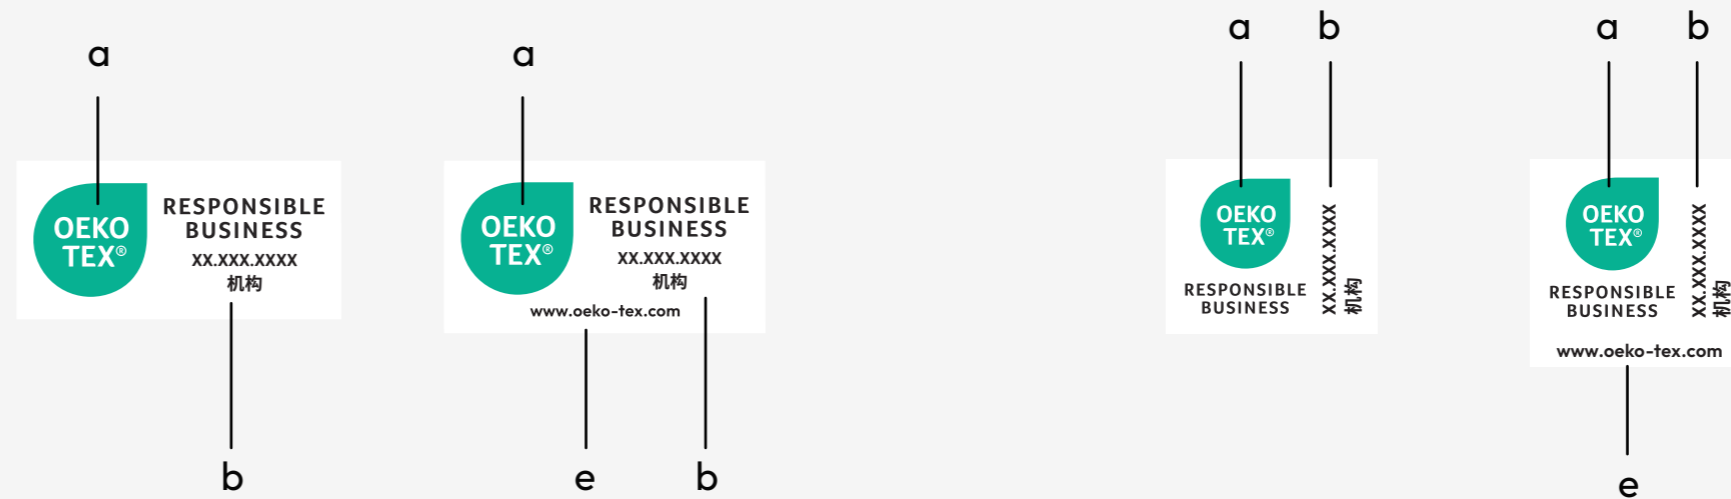 a
OEKO
TEX®
RESPONSIBLE
BUSINESS
XX.XXX.XXXX
机构
b
a
OEKO
TEX®
RESPONSIBLE
BUSINESS
XX.XXX.XXXX
机构
www.oeko-tex.com
e
b
a
b
OEKO
TEX®
RESPONSIBLE
BUSINESS
XX.XXX.XXXX
机构
a
b
OEKO
TEX®
RESPONSIBLE
BUSINESS
XX.XXX.XXXX
机构
www.oeko-tex.com
e